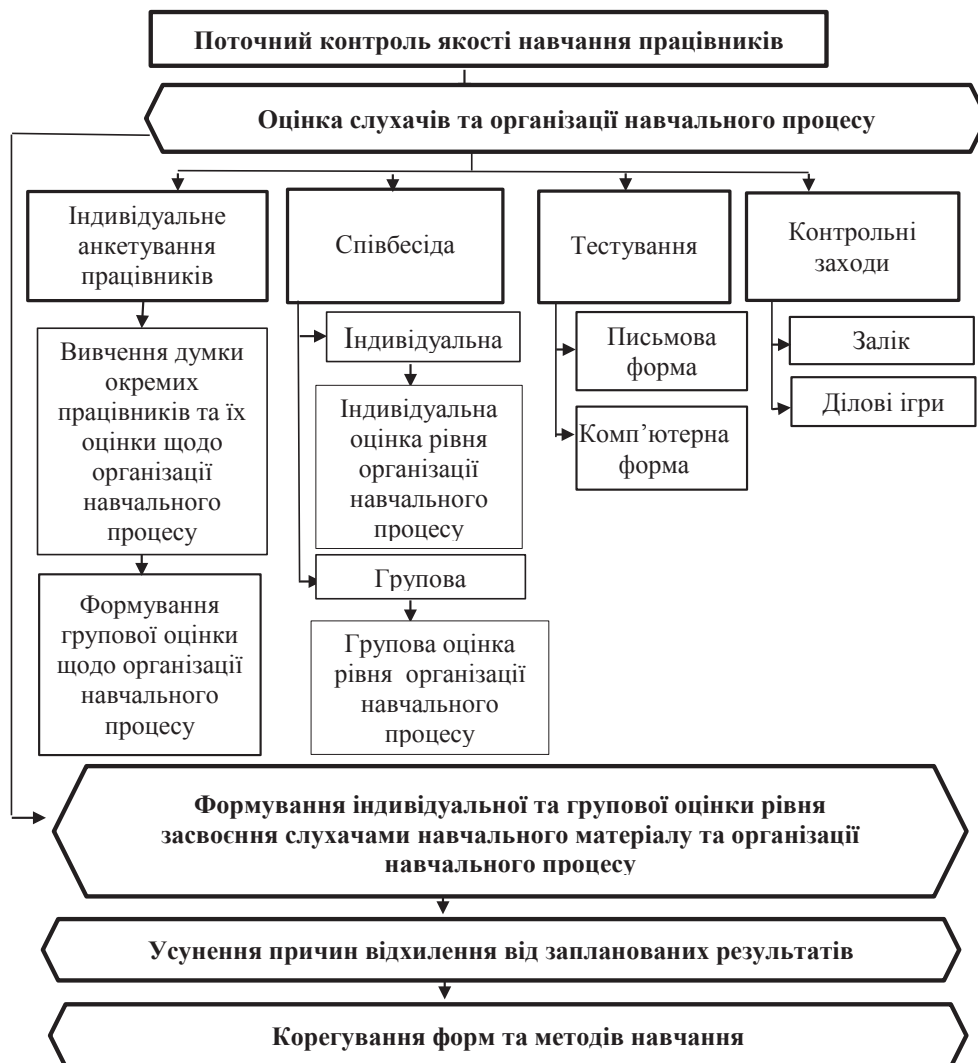 Поточний контроль якості навчання працівників
Оцінка слухачів та організації навчального процесу
Індивідуальне
анкетування
працівників
Співбесіда
Тестування
Контрольні
заходи
Вивчення думки
окремих
працівників та їх
оцінки щодо
організації
навчального
процесу
Формування
групової оцінки
щодо організації
навчального
процесу
Індивідуальна
Індивідуальна
оцінка рівня
організації
навчального
процесу
Групова
Групова оцінка
рівня організації
навчального
процесу
Письмова
форма
Комп’ютерна
форма
Залік
Ділові ігри
Формування індивідуальної та групової оцінки рівня
засвоєння слухачами навчального матеріалу та організації
навчального процесу
Усунення причин відхилення від запланованих результатів
Корегування форм та методів навчання